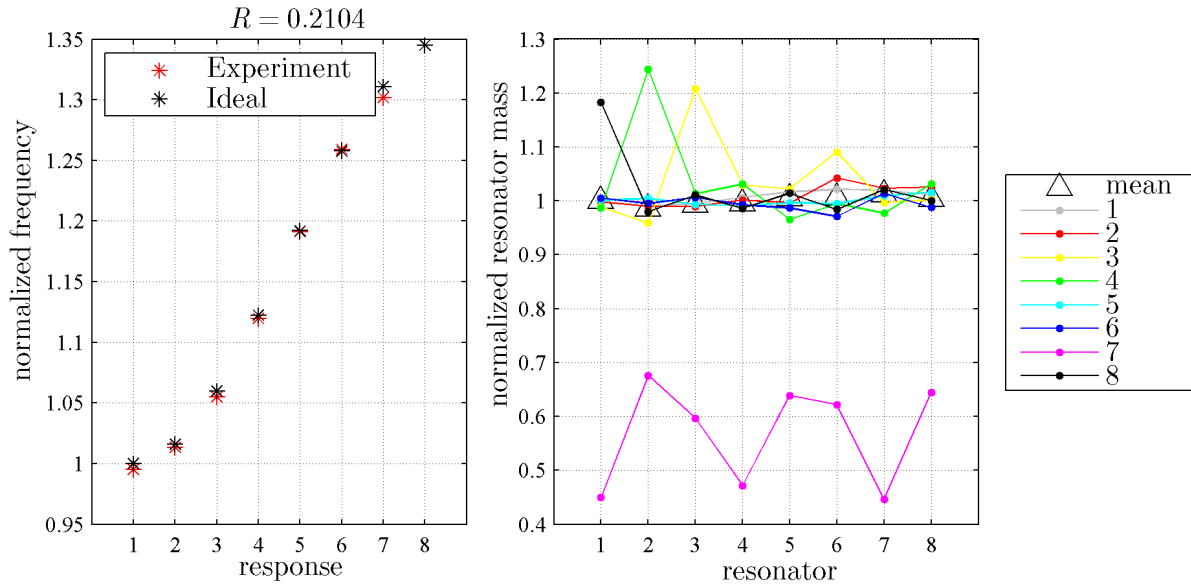 R = 0.2104
normalized frequency
1.35
1.3
1.25
1.2
1.15
1.1
1.05
1
0.95
Experiment
Ideal
1 2 3 4 5 6 7 8
response
normalized resonator mass
1.3
1.2
1.1
1
0.9
0.8
0.7
0.6
0.5
0.4
1 2 3 4 5 6 7 8
resonator
mean
1
2
3
4
5
6
7
8